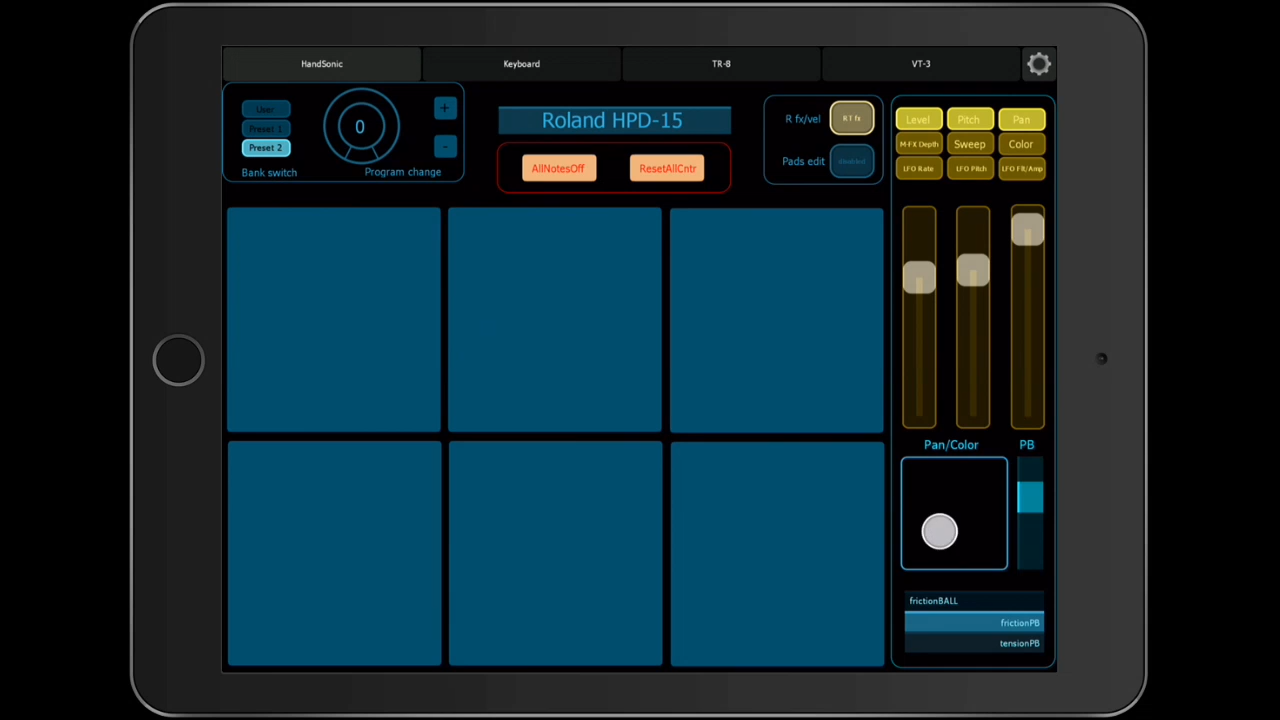 HandSonic
Keyboard
TR-8
VT-3
User
Preset 1
Preset 2
Bank switch
0
Program change
+
-
Roland HPD-15
AllNotesOff
ResetAllCntr
R fx/vel
RT fx
Pads edit
disabled
Level
Pitch
Pan
M-FX Depth
Sweep
Color
LFO Rate
LFO Pitch
LFO Flt/Amp
Pan/Color
PB
frictionBALL
frictionPB
tensionPB